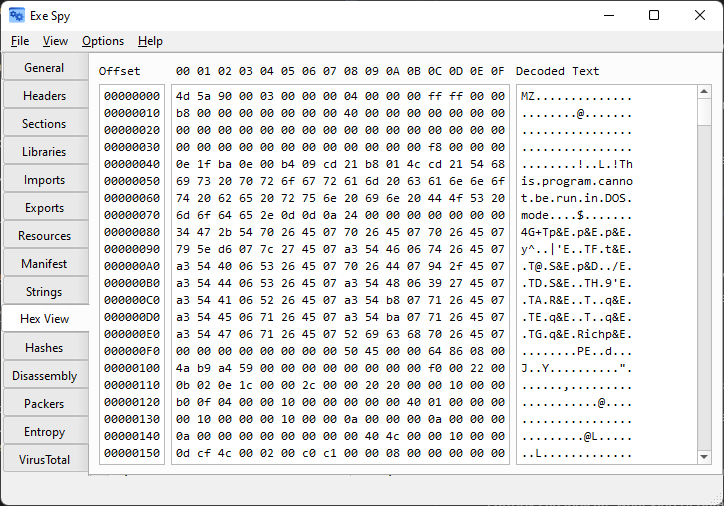 Exe Spy
File View Options Help
General
Headers
Sections
Libraries
Imports
Exports
Resources
Manifest
Strings
Hex View
Hashes
Disassembly
Packers
Entropy
VirusTotal
Offset 00 01 02 03 04 05 06 07 08 09 0A 0B 0C 0D 0E 0F Decoded Text
00000000 4d 5a 90 00 03 00 00 00 04 00 00 00 ff ff 00 00 MZ..............
00000010 b8 00 00 00 00 00 00 00 40 00 00 00 00 00 00 00 ........@.......
00000020 00 00 00 00 00 00 00 00 00 00 00 00 00 00 00 00 ................
00000030 00 00 00 00 00 00 00 00 00 00 00 00 f8 00 00 00 ................
00000040 0e 1f ba 0e 00 b4 09 cd 21 b8 01 4c cd 21 54 68 ........!..L.!Th
00000050 69 73 20 70 72 6f 67 72 61 6d 20 63 61 6e 6e 6f is.program.canno
00000060 74 20 62 65 20 72 75 6e 20 69 6e 20 44 4f 53 20 t.be.run.in.DOS.
00000070 6d 6f 64 65 2e 0d 0d 0a 24 00 00 00 00 00 00 00 mode....$.......
00000080 34 47 2b 54 70 26 45 07 70 26 45 07 70 26 45 07 4G+Tp&E.p&E.p&E.
00000090 79 5e d6 07 7c 27 45 07 a3 54 46 06 74 26 45 07 y^..|'E..TF.t&E.
000000A0 a3 54 40 06 53 26 45 07 70 26 44 07 94 2f 45 07 .T@.S&E.p&D../E.
000000B0 a3 54 44 06 53 26 45 07 a3 54 48 06 39 27 45 07 .TD.S&E..TH.9'E.
000000C0 a3 54 41 06 52 26 45 07 a3 54 b8 07 71 26 45 07 .TA.R&E..T..q&E.
000000D0 a3 54 45 06 71 26 45 07 a3 54 ba 07 71 26 45 07 .TE.q&E..T..q&E.
000000E0 a3 54 47 06 71 26 45 07 52 69 63 68 70 26 45 07 .TG.q&E.Richp&E.
000000F0 00 00 00 00 00 00 00 00 50 45 00 00 64 86 08 00 ........PE..d...
00000100 4a b9 a4 59 00 00 00 00 00 00 00 00 f0 00 22 00 J..Y..........".
00000110 0b 02 0e 1c 00 00 2c 00 00 20 20 00 00 10 00 00 ......,.........
00000120 b0 0f 04 00 00 10 00 00 00 00 00 40 01 00 00 00 ...........@....
00000130 00 10 00 00 00 10 00 00 0a 00 00 00 0a 00 00 00 ................
00000140 0a 00 00 00 00 00 00 00 00 40 4c 00 00 10 00 00 .........@L.....
00000150 0d cf 4c 00 02 00 c0 c1 00 00 08 00 00 00 00 00 ..L.............